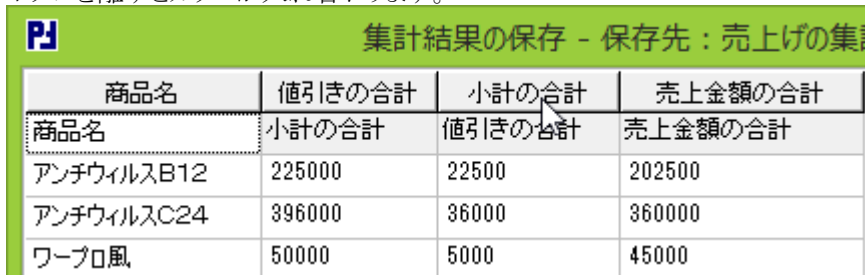 集計結果の保存 - 保存先：売上げの集
商品名 値引きの合計 小計の合計 売上金額の合計
商品名 小計の合計 値引きの合計 売上金額の合計
アンチウィルスB12 225000 22500 202500
アンチウィルスC24 396000 36000 360000
ワープロ風 50000 5000 45000